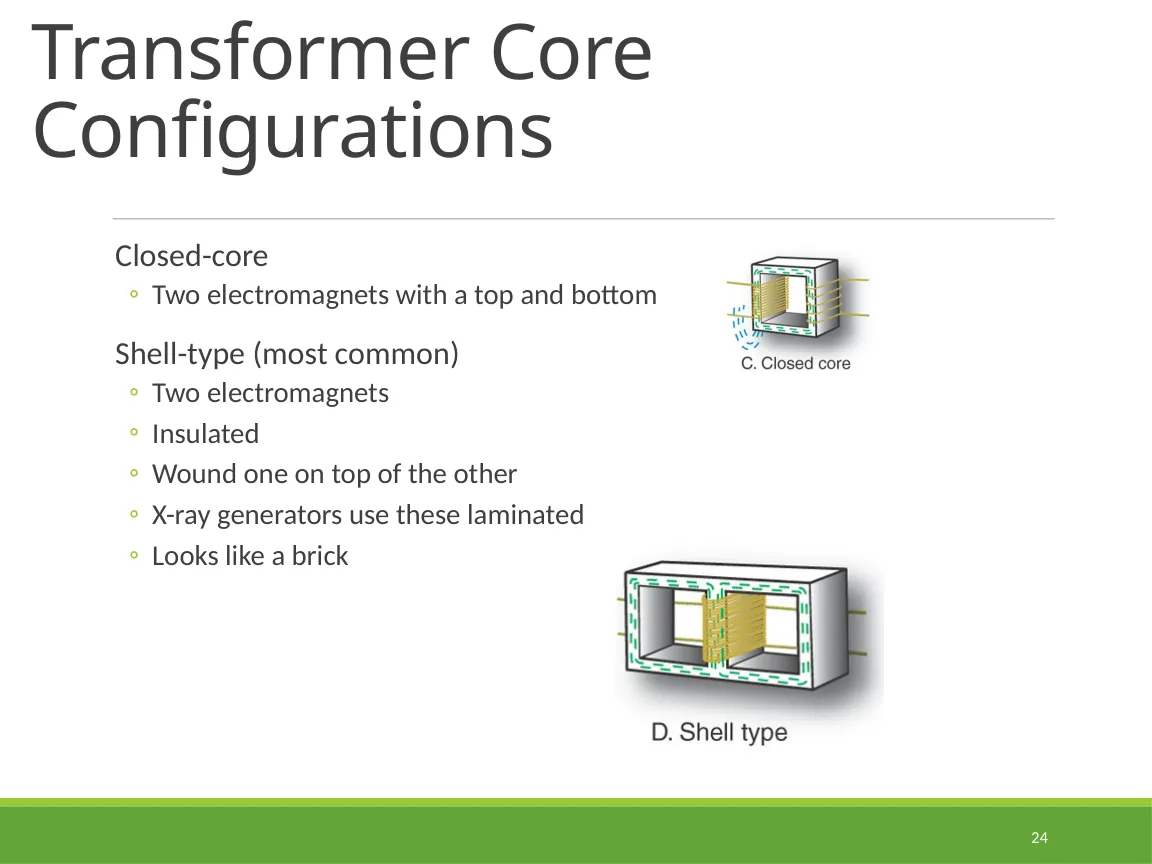 Transformer Core
Configurations
Closed-core
◦ Two electromagnets with a top and bottom
Shell-type (most common)
◦ Two electromagnets
◦ Insulated
◦ Wound one on top of the other
◦ X-ray generators use these laminated
◦ Looks like a brick
C. Closed core
D. Shell type
24